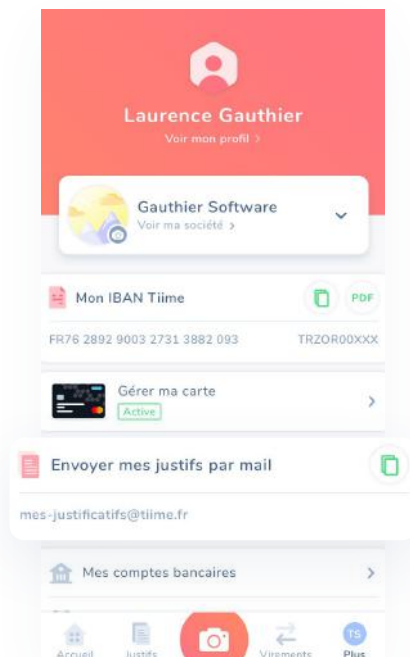 Laurence Gauthier
Voir mon profil >
Gauthier Software
Voir ma société >
Mon IBAN Tiime
PDF
FR76 2892 9003 2731 3882 093
TRZOR00XXX
Gérer ma carte
Active
Envoyer mes justifs par mail
mes-justificatifs@tiime.fr
Mes comptes bancaires
TS
Accueil
Justifs
Virements
Plus